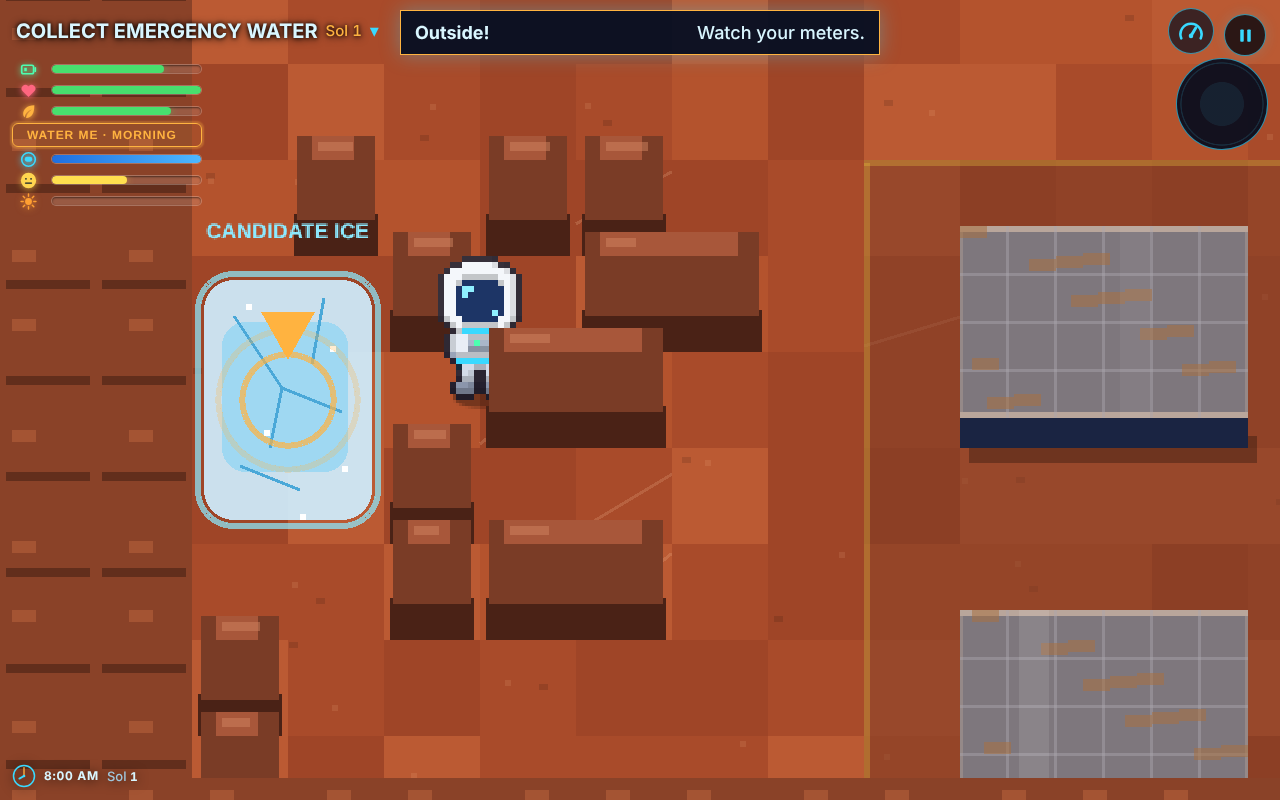 COLLECT EMERGENCY WATER Sol 1 ▼
Outside! Watch your meters.
WATER ME · MORNING
CANDIDATE ICE
8:00 AM Sol 1